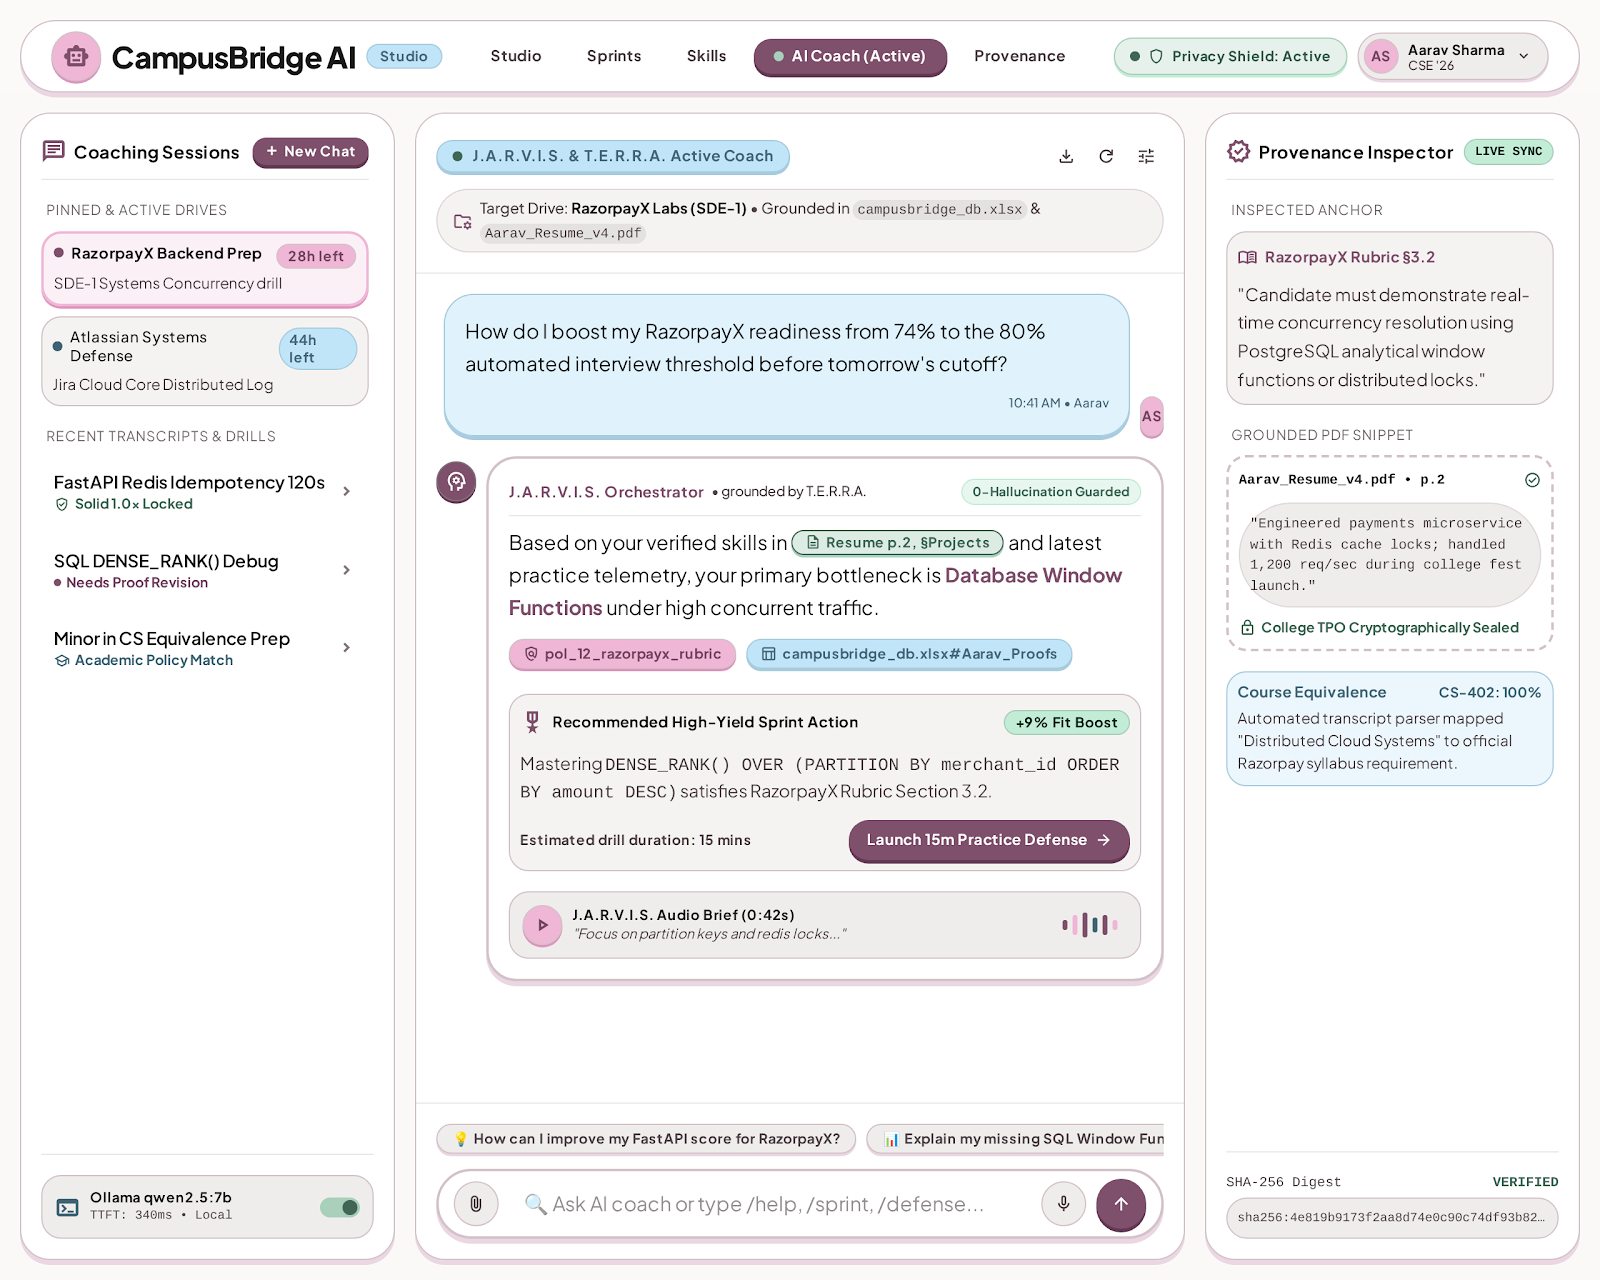 CampusBridge AI
Studio
Studio
Sprints
Skills
AI Coach (Active)
Provenance
Privacy Shield: Active
AS
Aarav Sharma
CSE '26
Coaching Sessions
+ New Chat
PINNED & ACTIVE DRIVES
RazorpayX Backend Prep
28h left
SDE-1 Systems Concurrency drill
Atlassian Systems
Defense
44h
left
Jira Cloud Core Distributed Log
RECENT TRANSCRIPTS & DRILLS
FastAPI Redis Idempotency 120s
Solid 1.0x Locked
SQL DENSE_RANK() Debug
• Needs Proof Revision
Minor in CS Equivalence Prep
Academic Policy Match
Ollama qwen2.5:7b
TTFT: 340ms • Local
J.A.R.V.I.S. & T.E.R.R.A. Active Coach
Target Drive: RazorpayX Labs (SDE-1) • Grounded in campusbridge_db.xlsx &
Aarav_Resume_v4.pdf
How do I boost my RazorpayX readiness from 74% to the 80%
automated interview threshold before tomorrow's cutoff?
10:41 AM • Aarav
AS
J.A.R.V.I.S. Orchestrator • grounded by T.E.R.R.A.
0-Hallucination Guarded
Based on your verified skills in Resume p.2, §Projects and latest
practice telemetry, your primary bottleneck is Database Window
Functions under high concurrent traffic.
pol_12_razorpayx_rubric
campusbridge_db.xlsx#Aarav_Proofs
Recommended High-Yield Sprint Action
+9% Fit Boost
Mastering DENSE_RANK() OVER (PARTITION BY merchant_id ORDER
BY amount DESC) satisfies RazorpayX Rubric Section 3.2.
Estimated drill duration: 15 mins
Launch 15m Practice Defense →
J.A.R.V.I.S. Audio Brief (0:42s)
"Focus on partition keys and redis locks..."
💡 How can I improve my FastAPI score for RazorpayX?
📊 Explain my missing SQL Window Fun
🔍 Ask AI coach or type /help, /sprint, /defense...
Provenance Inspector
LIVE SYNC
INSPECTED ANCHOR
RazorpayX Rubric §3.2
"Candidate must demonstrate real-
time concurrency resolution using
PostgreSQL analytical window
functions or distributed locks."
GROUNDED PDF SNIPPET
Aarav_Resume_v4.pdf • p.2
"Engineered payments microservice
with Redis cache locks; handled
1,200 req/sec during college fest
launch."
College TPO Cryptographically Sealed
Course Equivalence
CS-402: 100%
Automated transcript parser mapped
"Distributed Cloud Systems" to official
Razorpay syllabus requirement.
SHA-256 Digest
VERIFIED
sha256:4e819b9173f2aa8d74e0c90c74df93b82…